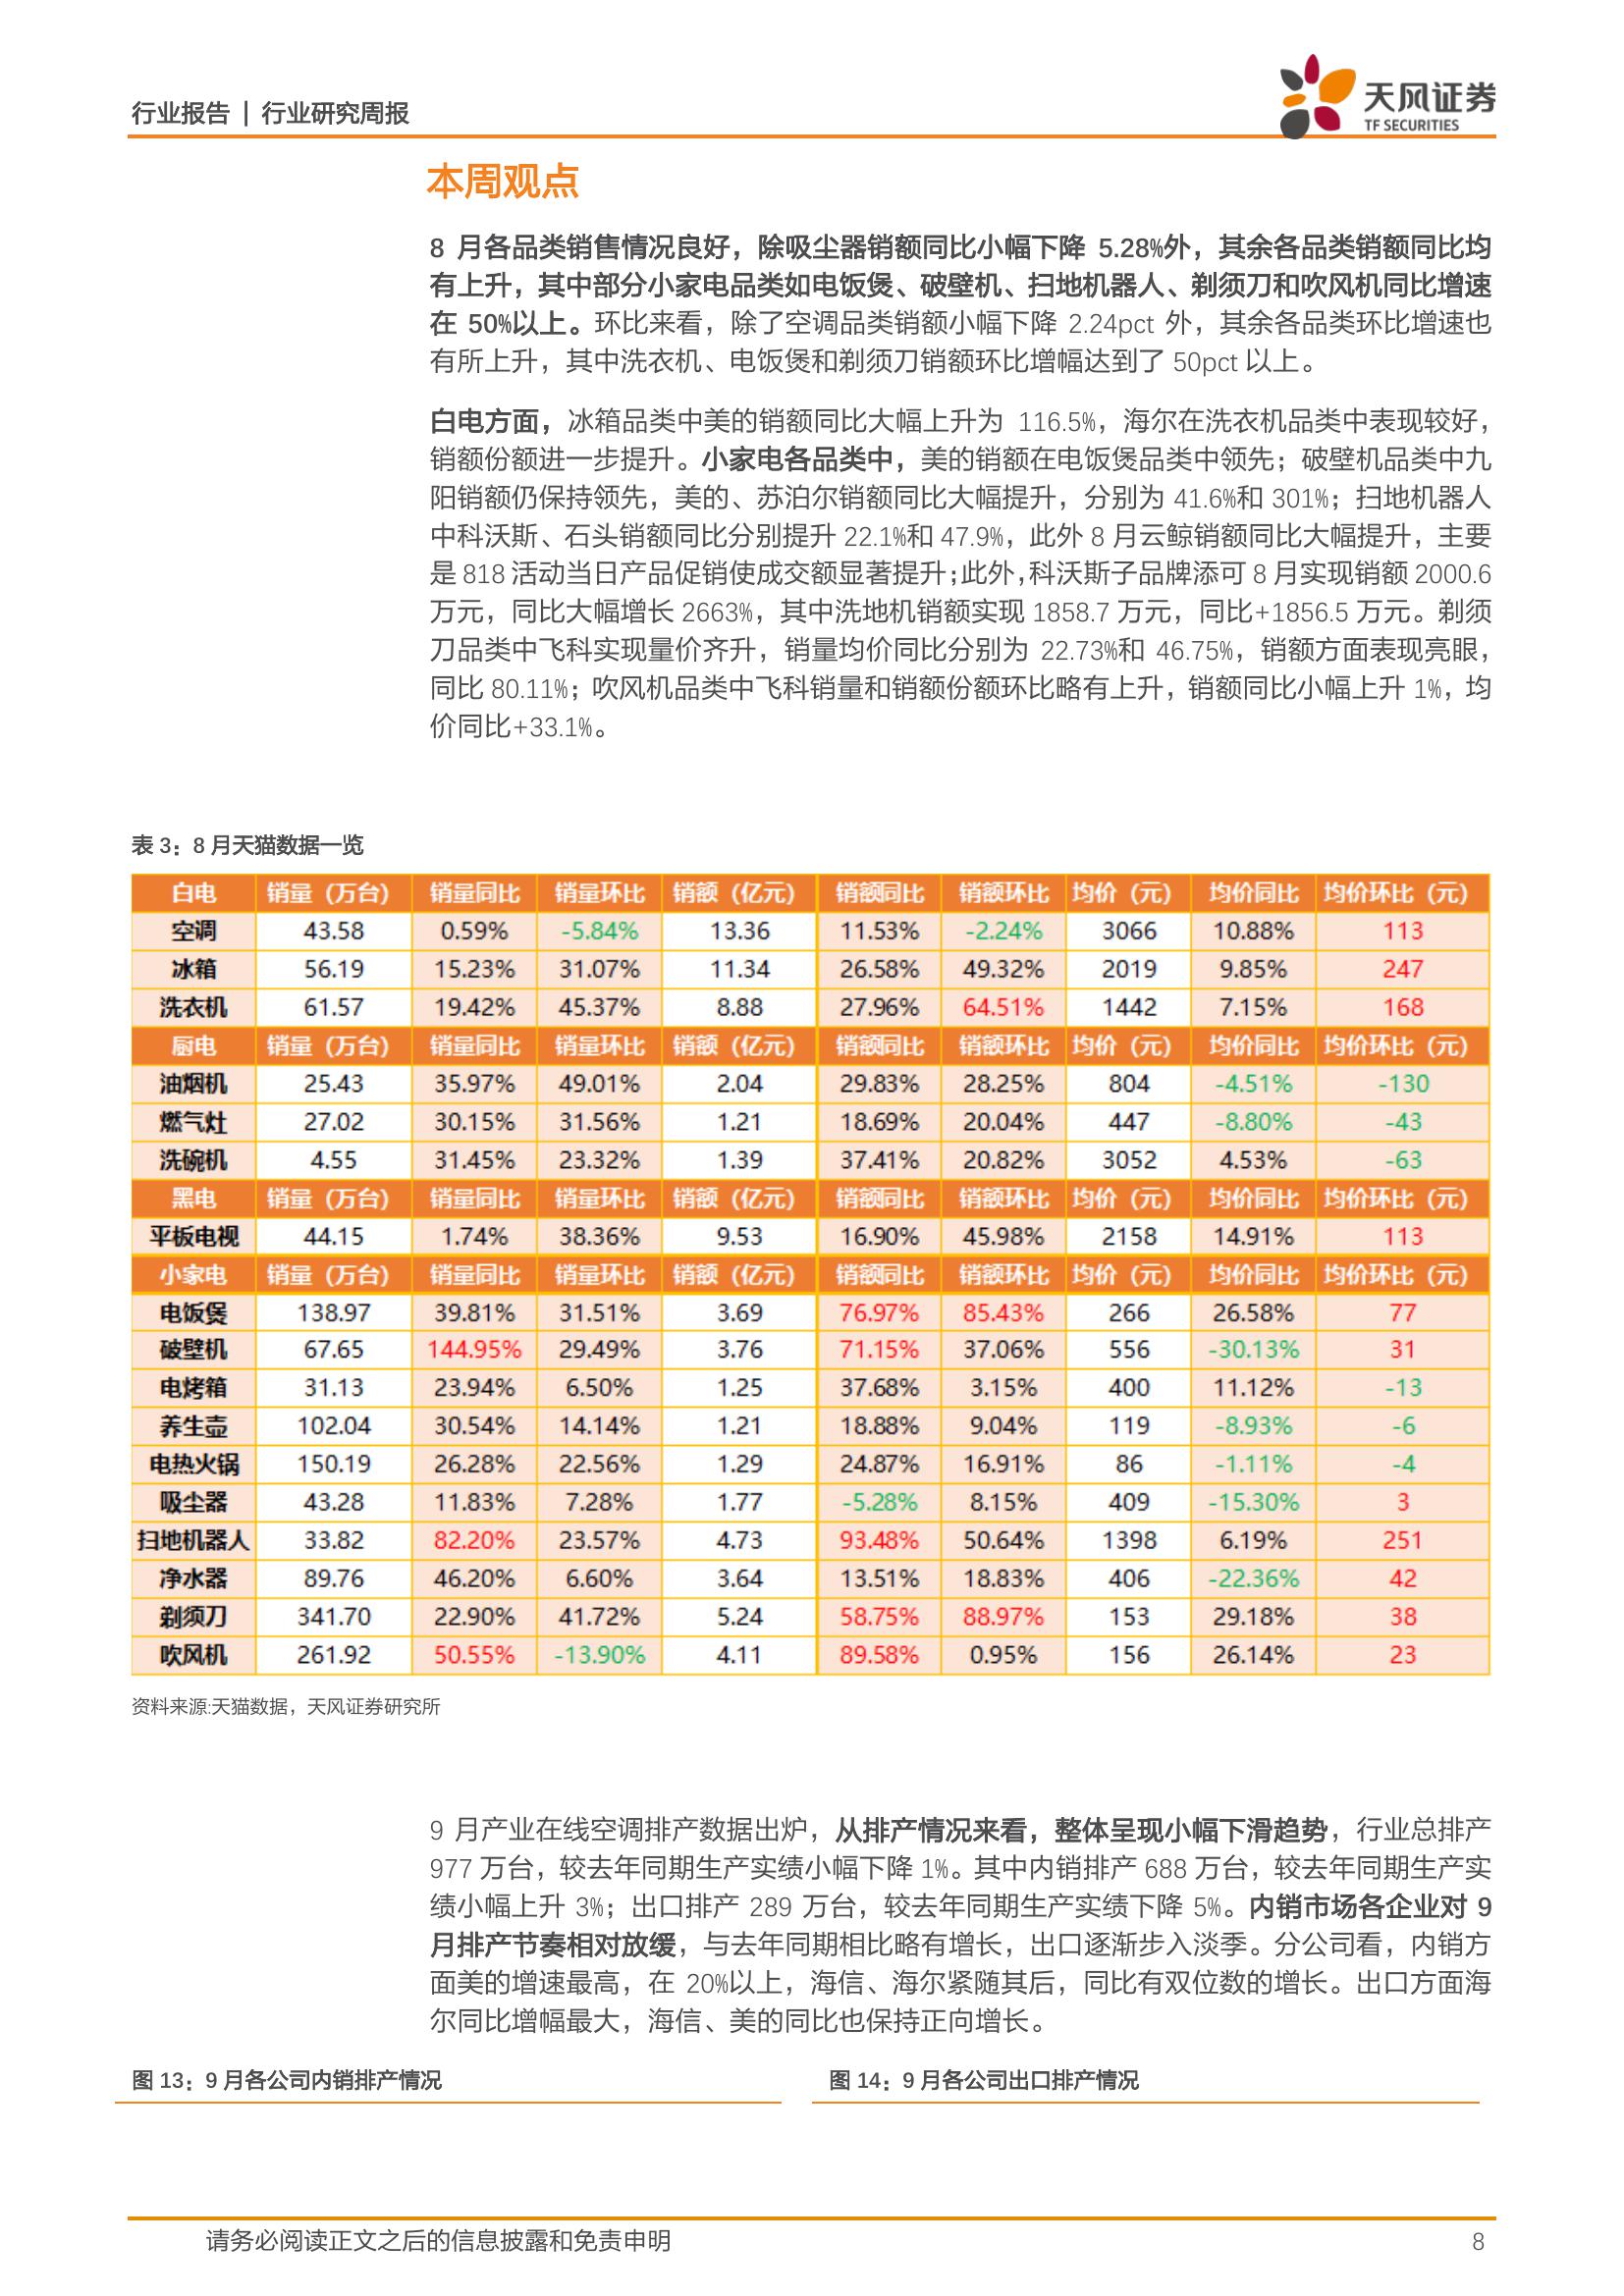 行业报告 | 行业研究周报
天风证券
TF SECURITIES
本周观点
8 月各品类销售情况良好，除吸尘器销额同比小幅下降 5.28%外，其余各品类销额同比均
有上升，其中部分小家电品类如电饭煲、破壁机、扫地机器人、剃须刀和吹风机同比增速
在 50%以上。环比来看，除了空调品类销额小幅下降 2.24pct 外，其余各品类环比增速也
有所上升，其中洗衣机、电饭煲和剃须刀销额环比增幅达到了 50pct 以上。
白电方面，冰箱品类中美的销额同比大幅上升为 116.5%，海尔在洗衣机品类中表现较好，
销额份额进一步提升。小家电各品类中，美的销额在电饭煲品类中领先；破壁机品类中九
阳销额仍保持领先，美的、苏泊尔销额同比大幅提升，分别为 41.6%和 301%；扫地机器人
中科沃斯、石头销额同比分别提升 22.1%和 47.9%，此外 8 月云鲸销额同比大幅提升，主要
是 818 活动当日产品促销使成交额显著提升；此外，科沃斯子品牌添可 8 月实现销额 2000.6
万元，同比大幅增长 2663%，其中洗地机销额实现 1858.7 万元，同比+1856.5 万元。剃须
刀品类中飞科实现量价齐升，销量均价同比分别为 22.73%和 46.75%，销额方面表现亮眼，
同比 80.11%；吹风机品类中飞科销量和销额份额环比略有上升，销额同比小幅上升 1%，均
价同比+33.1%。
表 3：8 月天猫数据一览
白电 销量（万台） 销量同比 销量环比 销额（亿元） 销额同比 销额环比 均价（元） 均价同比 均价环比（元）
空调 43.58 0.59% -5.84% 13.36 11.53% -2.24% 3066 10.88% 113
冰箱 56.19 15.23% 31.07% 11.34 26.58% 49.32% 2019 9.85% 247
洗衣机 61.57 19.42% 45.37% 8.88 27.96% 64.51% 1442 7.15% 168
厨电 销量（万台） 销量同比 销量环比 销额（亿元） 销额同比 销额环比 均价（元） 均价同比 均价环比（元）
油烟机 25.43 35.97% 49.01% 2.04 29.83% 28.25% 804 -4.51% -130
燃气灶 27.02 30.15% 31.56% 1.21 18.69% 20.04% 447 -8.80% -43
洗碗机 4.55 31.45% 23.32% 1.39 37.41% 20.82% 3052 4.53% -63
黑电 销量（万台） 销量同比 销量环比 销额（亿元） 销额同比 销额环比 均价（元） 均价同比 均价环比（元）
平板电视 44.15 1.74% 38.36% 9.53 16.90% 45.98% 2158 14.91% 113
小家电 销量（万台） 销量同比 销量环比 销额（亿元） 销额同比 销额环比 均价（元） 均价同比 均价环比（元）
电饭煲 138.97 39.81% 31.51% 3.69 76.97% 85.43% 266 26.58% 77
破壁机 67.65 144.95% 29.49% 3.76 71.15% 37.06% 556 -30.13% 31
电烤箱 31.13 23.94% 6.50% 1.25 37.68% 3.15% 400 11.12% -13
养生壶 102.04 30.54% 14.14% 1.21 18.88% 9.04% 119 -8.93% -6
电热火锅 150.19 26.28% 22.56% 1.29 24.87% 16.91% 86 -1.11% -4
吸尘器 43.28 11.83% 7.28% 1.77 -5.28% 8.15% 409 -15.30% 3
扫地机器人 33.82 82.20% 23.57% 4.73 93.48% 50.64% 1398 6.19% 251
净水器 89.76 46.20% 6.60% 3.64 13.51% 18.83% 406 -22.36% 42
剃须刀 341.70 22.90% 41.72% 5.24 58.75% 88.97% 153 29.18% 38
吹风机 261.92 50.55% -13.90% 4.11 89.58% 0.95% 156 26.14% 23
资料来源:天猫数据，天风证券研究所
9 月产业在线空调排产数据出炉，从排产情况来看，整体呈现小幅下滑趋势，行业总排产
977 万台，较去年同期生产实绩小幅下降 1%。其中内销排产 688 万台，较去年同期生产实
绩小幅上升 3%；出口排产 289 万台，较去年同期生产实绩下降 5%。内销市场各企业对 9
月排产节奏相对放缓，与去年同期相比略有增长，出口逐渐步入淡季。分公司看，内销方
面美的增速最高，在 20%以上，海信、海尔紧随其后，同比有双位数的增长。出口方面海
尔同比增幅最大，海信、美的同比也保持正向增长。
图 13：9 月各公司内销排产情况
图 14：9 月各公司出口排产情况
请务必阅读正文之后的信息披露和免责申明
8